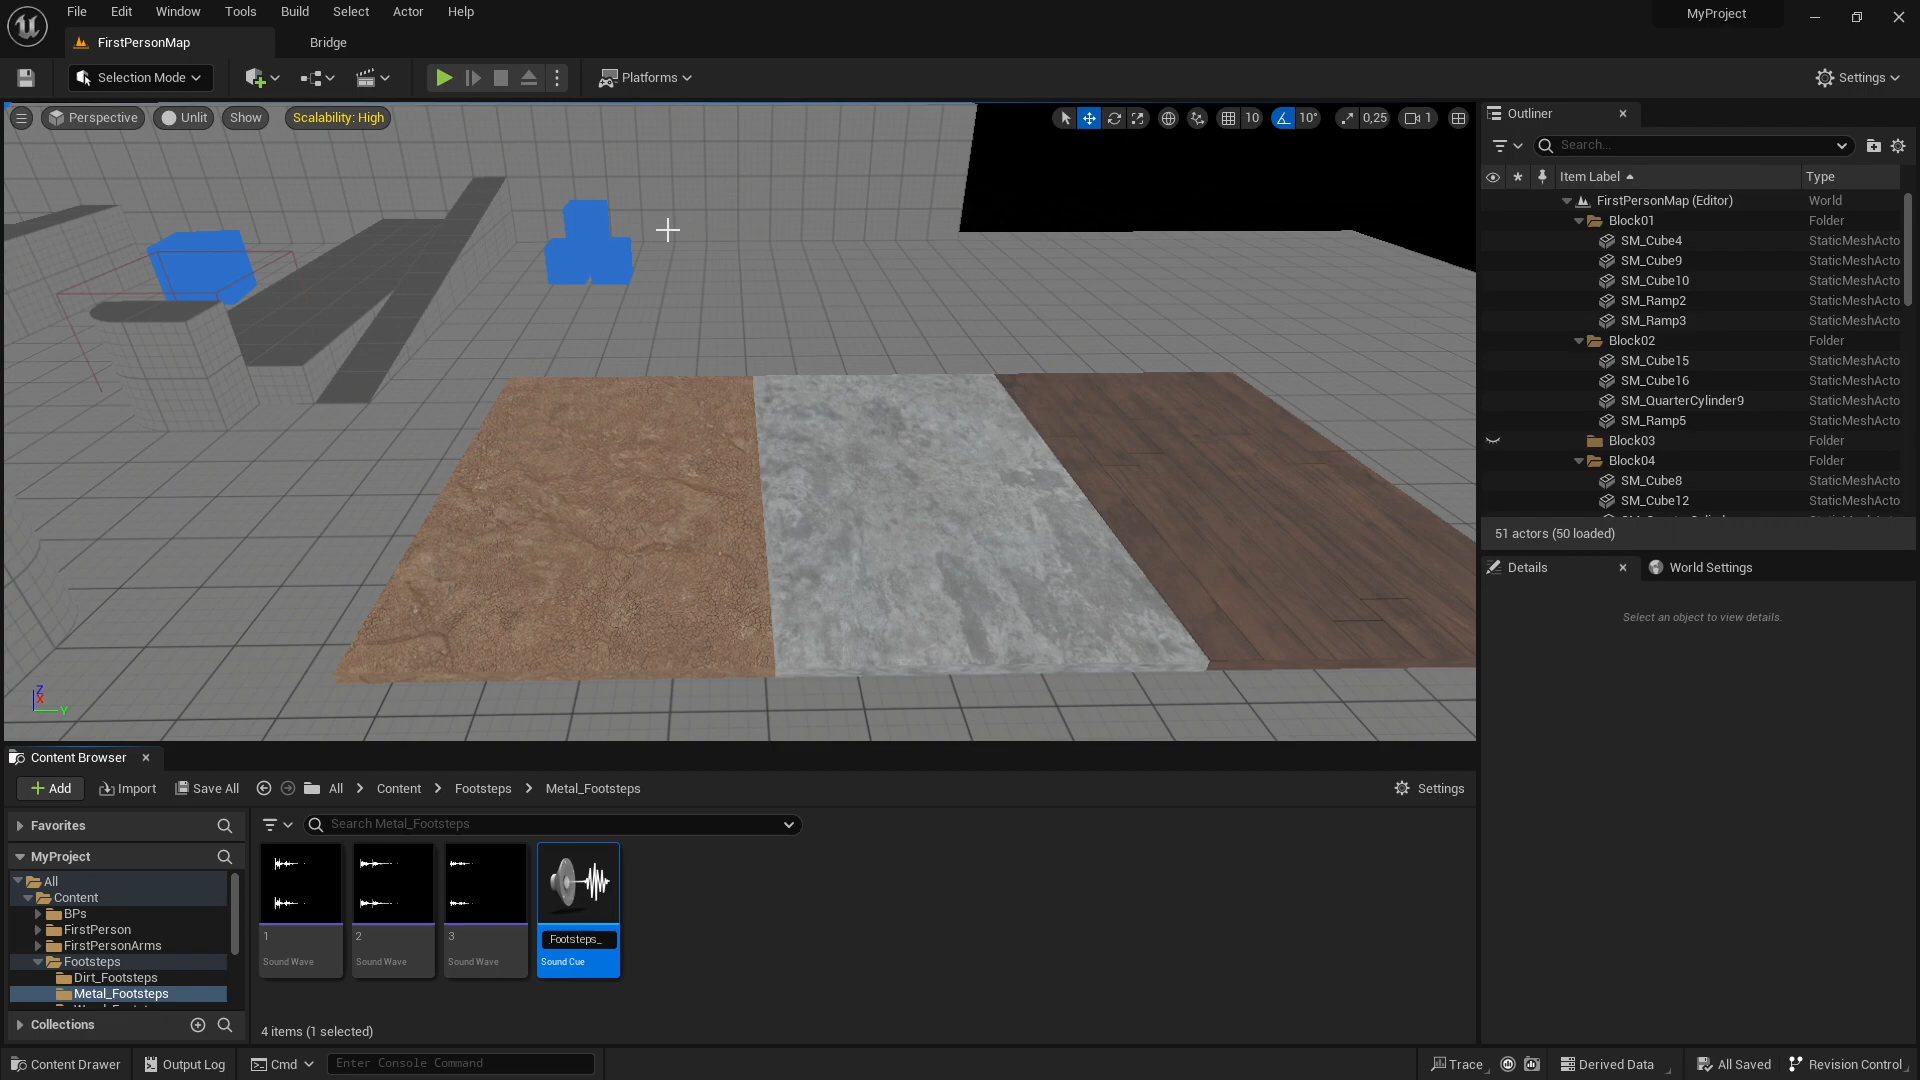 File Edit Window Tools Build Select Actor Help
MyProject
FirstPersonMap
Bridge
Selection Mode
Platforms
Settings
Perspective
Unlit
Show
Scalability: High
10
10°
0,25
1
Z
X
Y
Outliner
Search...
Item Label
Type
FirstPersonMap (Editor) World
Block01 Folder
SM_Cube4 StaticMeshActo
SM_Cube9 StaticMeshActo
SM_Cube10 StaticMeshActo
SM_Ramp2 StaticMeshActo
SM_Ramp3 StaticMeshActo
Block02 Folder
SM_Cube15 StaticMeshActo
SM_Cube16 StaticMeshActo
SM_QuarterCylinder9 StaticMeshActo
SM_Ramp5 StaticMeshActo
Block03 Folder
Block04 Folder
SM_Cube8 StaticMeshActo
SM_Cube12 StaticMeshActo
51 actors (50 loaded)
Details
World Settings
Select an object to view details.
Content Browser
Add
Import
Save All
All
Content
Footsteps
Metal_Footsteps
Settings
Favorites
MyProject
All
Content
BPs
FirstPerson
FirstPersonArms
Footsteps
Dirt_Footsteps
Metal_Footsteps
Collections
Search Metal_Footsteps
1
Sound Wave
2
Sound Wave
3
Sound Wave
Footsteps_
Sound Cue
4 items (1 selected)
Content Drawer
Output Log
Cmd
Enter Console Command
Trace
Derived Data
All Saved
Revision Control